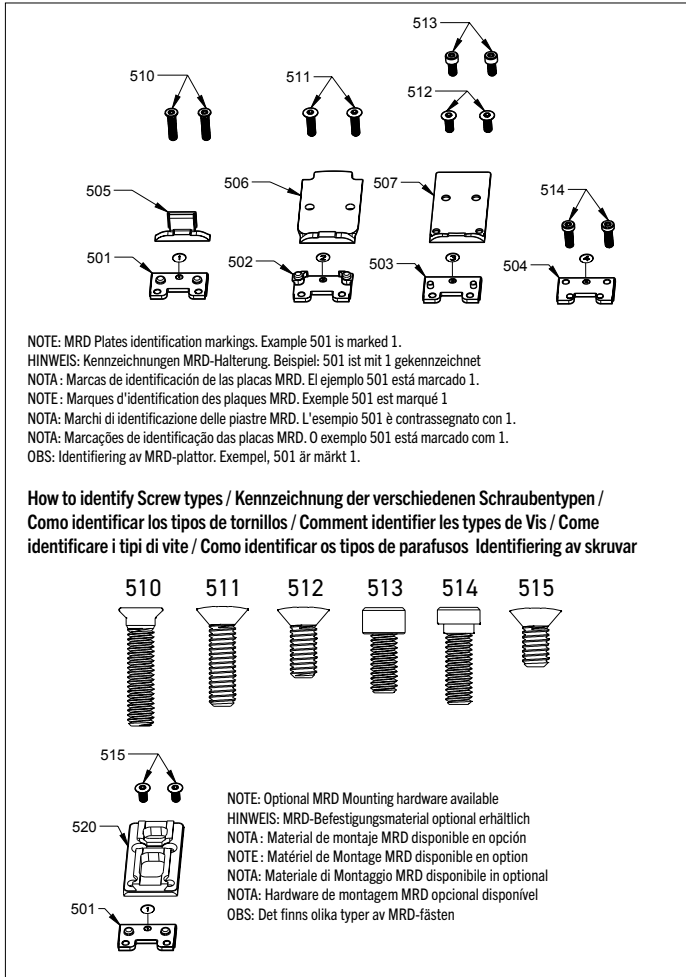 513
510
511
512
505
506
507
514
501
1
502
2
503
3
504
4
NOTE: MRD Plates identification markings. Example 501 is marked 1.
HINWEIS: Kennzeichnungen MRD-Halterung. Beispiel: 501 ist mit 1 gekennzeichnet
NOTA : Marcas de identificación de las placas MRD. El ejemplo 501 está marcado 1.
NOTE : Marques d'identification des plaques MRD. Exemple 501 est marqué 1
NOTA: Marchi di identificazione delle piastre MRD. L'esempio 501 è contrassegnato con 1.
NOTA: Marcações de identificação das placas MRD. O exemplo 501 está marcado com 1.
OBS: Identifiering av MRD-plattor. Exempel, 501 är märkt 1.
How to identify Screw types / Kennzeichnung der verschiedenen Schraubentypen /
Como identificar los tipos de tornillos / Comment identifier les types de Vis / Come
identificare i tipi di vite / Como identificar os tipos de parafusos Identifiering av skruvar
510 511 512 513 514 515
515
520
501
1
NOTE: Optional MRD Mounting hardware available
HINWEIS: MRD-Befestigungsmaterial optional erhältlich
NOTA : Material de montaje MRD disponible en opción
NOTE : Matériel de Montage MRD disponible en option
NOTA: Materiale di Montaggio MRD disponibile in optional
NOTA: Hardware de montagem MRD opcional disponível
OBS: Det finns olika typer av MRD-fästen